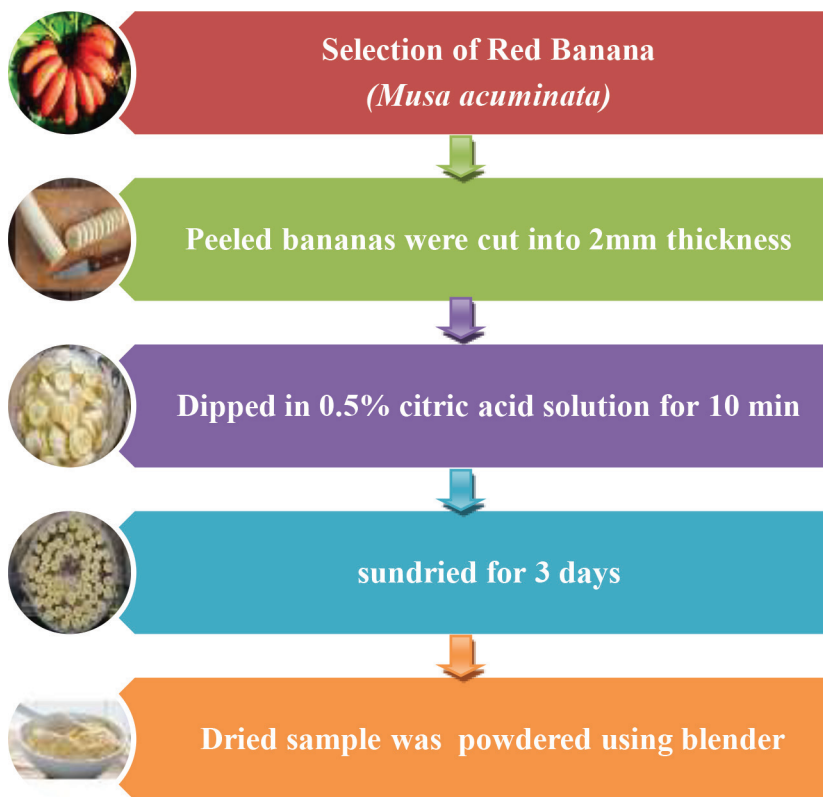 Selection of Red Banana
(Musa acuminata)
Peeled bananas were cut into 2mm thickness
Dipped in 0.5% citric acid solution for 10 min
sundried for 3 days
Dried sample was powdered using blender